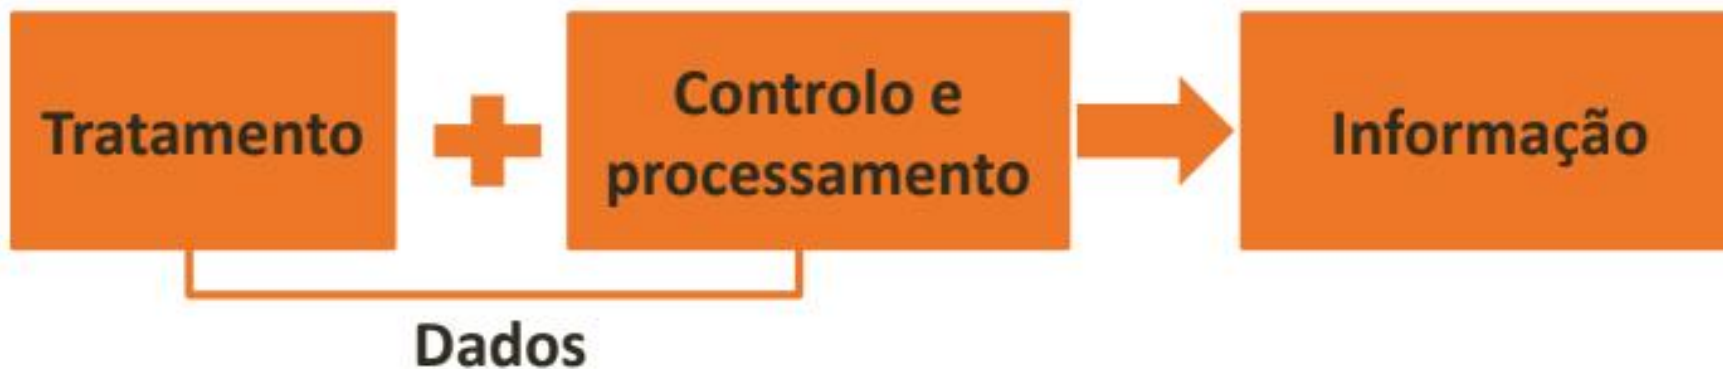 Tratamento
Controlo e
processamento
Informação
Dados